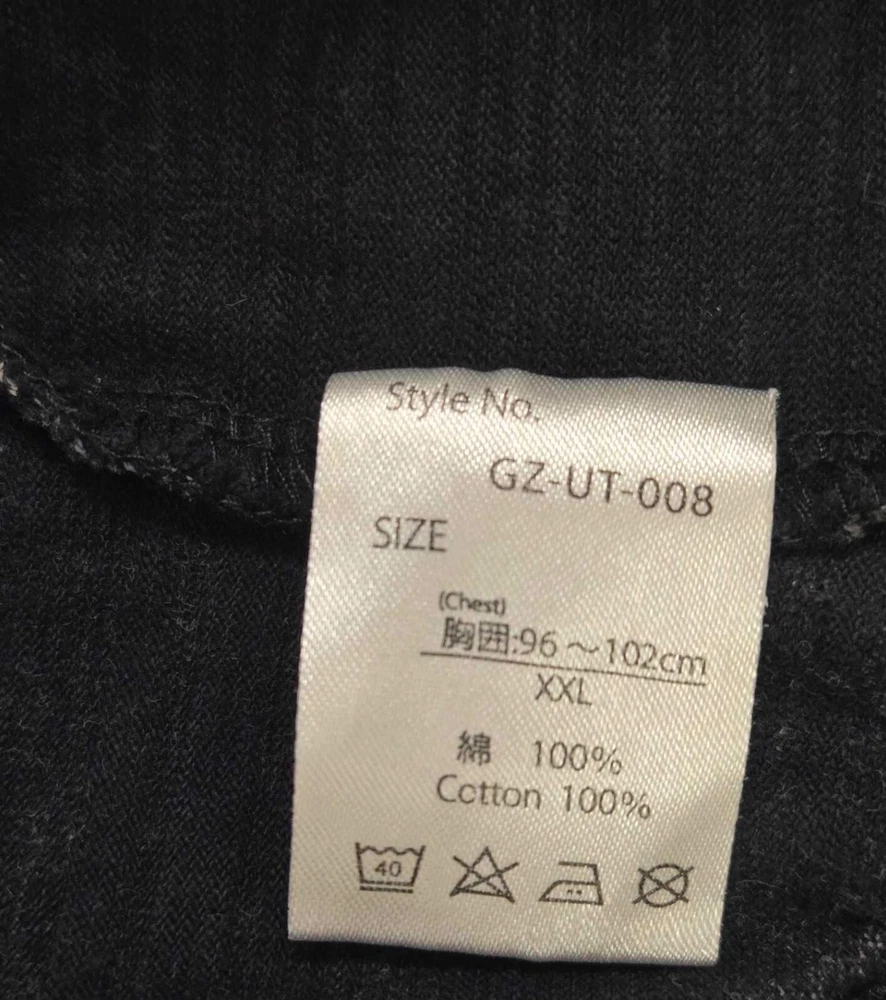 Style No.
GZ-UT-008
SIZE
(Chest)
胸囲:96～102cm
XXL
綿 100%
Cotton 100%
40